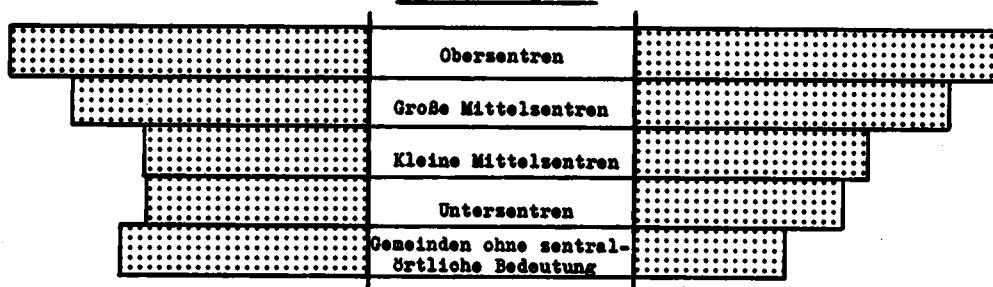 Oberzentren
Große Mittelzentren
Kleine Mittelzentren
Unterzentren
Gemeinden ohne zentral-
örtliche Bedeutung